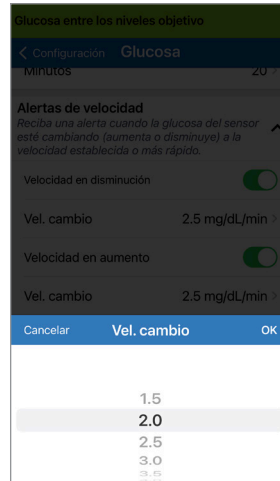 Glucosa entre los niveles objetivo
Configuración Glucosa
Minutos 20
Alertas de velocidad
Reciba una alerta cuando la glucosa del sensor
esté cambiando (aumenta o disminuye) a la
velocidad establecida o más rápido.
Velocidad en disminución
Vel. cambio 2.5 mg/dL/min
Velocidad en aumento
Vel. cambio 2.5 mg/dL/min
Cancelar Vel. cambio OK
1.5
2.0
2.5
3.0
3.5